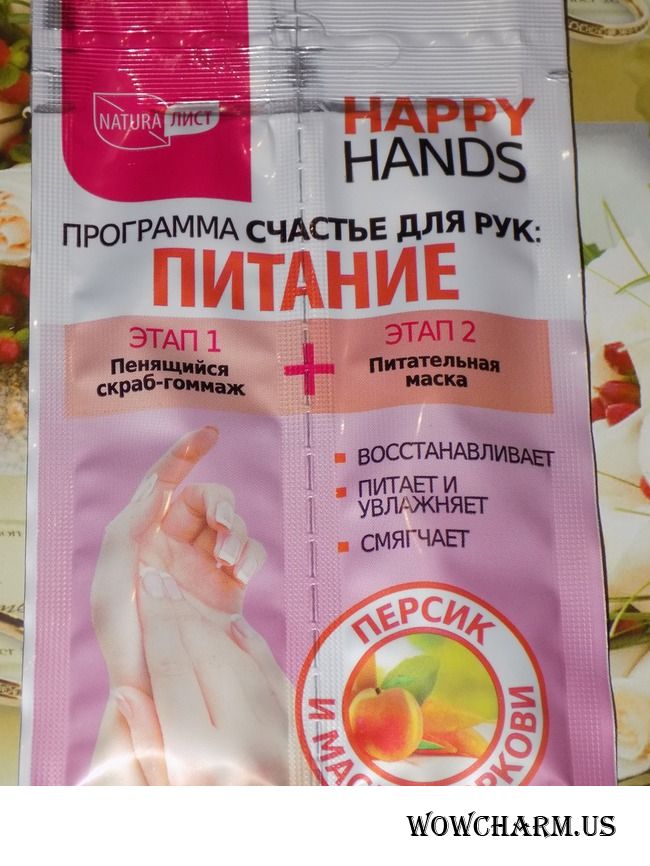 NATURA ЛИСТ
HAPPY
HANDS
ПРОГРАММА СЧАСТЬЕ ДЛЯ РУК:
ПИТАНИЕ
ЭТАП 1
Пенящийся
скраб-гоммаж
+
ЭТАП 2
Питательная
маска
ВОССТАНАВЛИВАЕТ
ПИТАЕТ И
УВЛАЖНЯЕТ
СМЯГЧАЕТ
ПЕРСИК
И
WOWCHARM.US